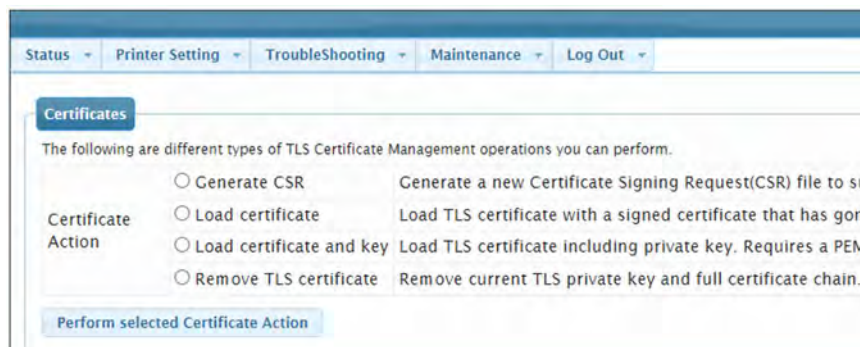 Status Printer Setting TroubleShooting Maintenance Log Out
Certificates
The following are different types of TLS Certificate Management operations you can perform.
Certificate Action
Generate CSR Generate a new Certificate Signing Request(CSR) file to
Load certificate Load TLS certificate with a signed certificate that has
Load certificate and key Load TLS certificate including private key. Requires a
Remove TLS certificate Remove current TLS private key and full certificate chain.
Perform selected Certificate Action